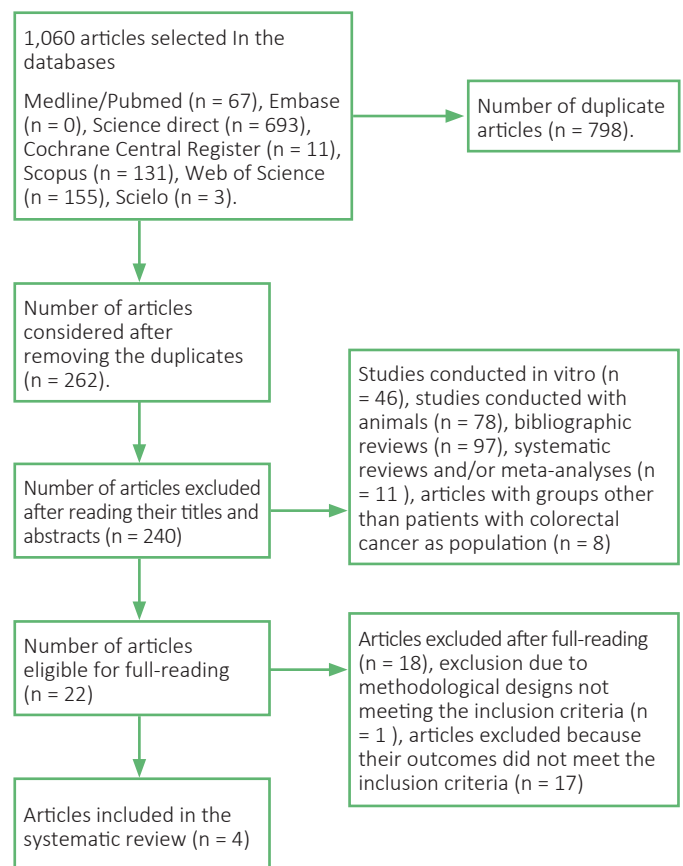 1,060 articles selected In the
databases
Medline/Pubmed (n = 67), Embase
(n = 0), Science direct (n = 693),
Cochrane Central Register (n = 11),
Scopus (n = 131), Web of Science
(n = 155), Scielo (n = 3).
Number of duplicate
articles (n = 798).
Number of articles
considered after
removing the duplicates
(n = 262).
Number of articles excluded
after reading their titles and
abstracts (n = 240)
Studies conducted in vitro (n
= 46), studies conducted with
animals (n = 78), bibliographic
reviews (n = 97), systematic
reviews and/or meta-analyses (n
= 11 ), articles with groups other
than patients with colorectal
cancer as population (n = 8)
Number of articles
eligible for full-reading
(n = 22)
Articles excluded after full-reading
(n = 18), exclusion due to
methodological designs not
meeting the inclusion criteria (n
= 1 ), articles excluded because
their outcomes did not meet the
inclusion criteria (n = 17)
Articles included in the
systematic review (n = 4)